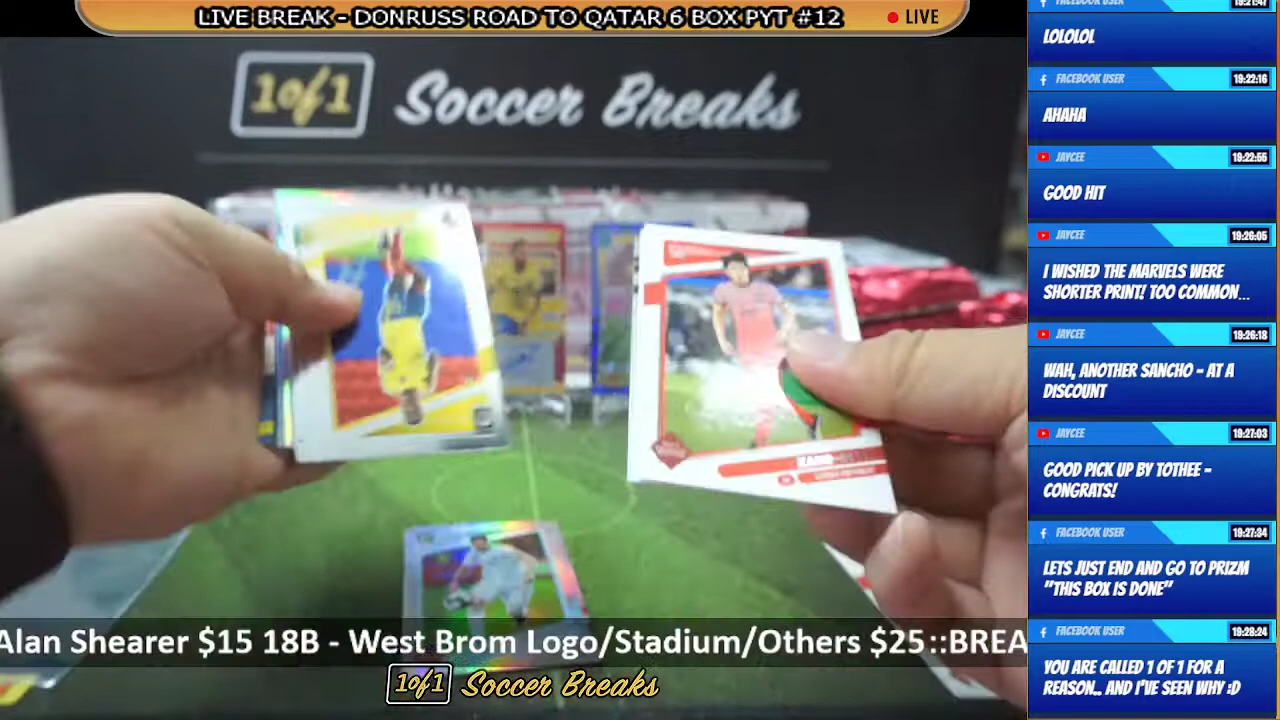 LIVE BREAK - DONRUSS ROAD TO QATAR 6 BOX PYT #12
LIVE
1of1 Soccer Breaks
FACEBOOK USER 19:21:47
LOLOLOL
FACEBOOK USER 19:22:16
AHAHA
JAYCEE 19:22:55
GOOD HIT
JAYCEE 19:26:05
I WISHED THE MARVELS WERE
SHORTER PRINT! TOO COMMON...
JAYCEE 19:26:18
WAH, ANOTHER SANCHO - AT A
DISCOUNT
JAYCEE 19:27:03
GOOD PICK UP BY TOTHEE -
CONGRATS!
FACEBOOK USER 19:27:34
LETS JUST END AND GO TO PRIZM
"THIS BOX IS DONE"
FACEBOOK USER 19:28:24
YOU ARE CALLED 1 OF 1 FOR A
REASON.. AND I'VE SEEN WHY :D
Alan Shearer $15 18B - West Brom Logo/Stadium/Others $25::BREA
1of1 Soccer Breaks